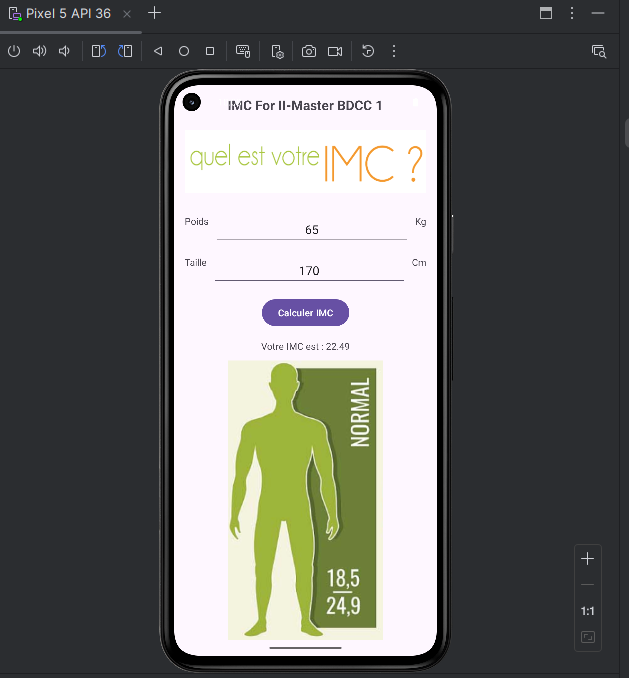 Pixel 5 API 36
IMC For II-Master BDCC 1
quel est votre IMC ?
Poids 65 Kg
Taille 170 Cm
Calculer IMC
Votre IMC est : 22.49
NORMAL
18,5
24,9
1:1